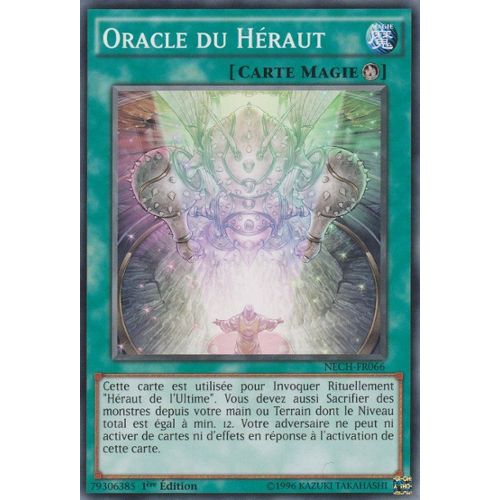 ORACLE DU HÉRAUT
MAGIE
魔
[CARTE MAGIE]
NECH-FR066
Cette carte est utilisée pour Invoquer Rituellement
"Héraut de l'Ultime". Vous devez aussi Sacrifier des
monstres depuis votre main ou Terrain dont le Niveau
total est égal à min. 12. Votre adversaire ne peut ni
activer de cartes ni d'effets en réponse à l'activation
de cette carte.
79306385 1ère Édition
©1996 KAZUKI TAKAHASHI